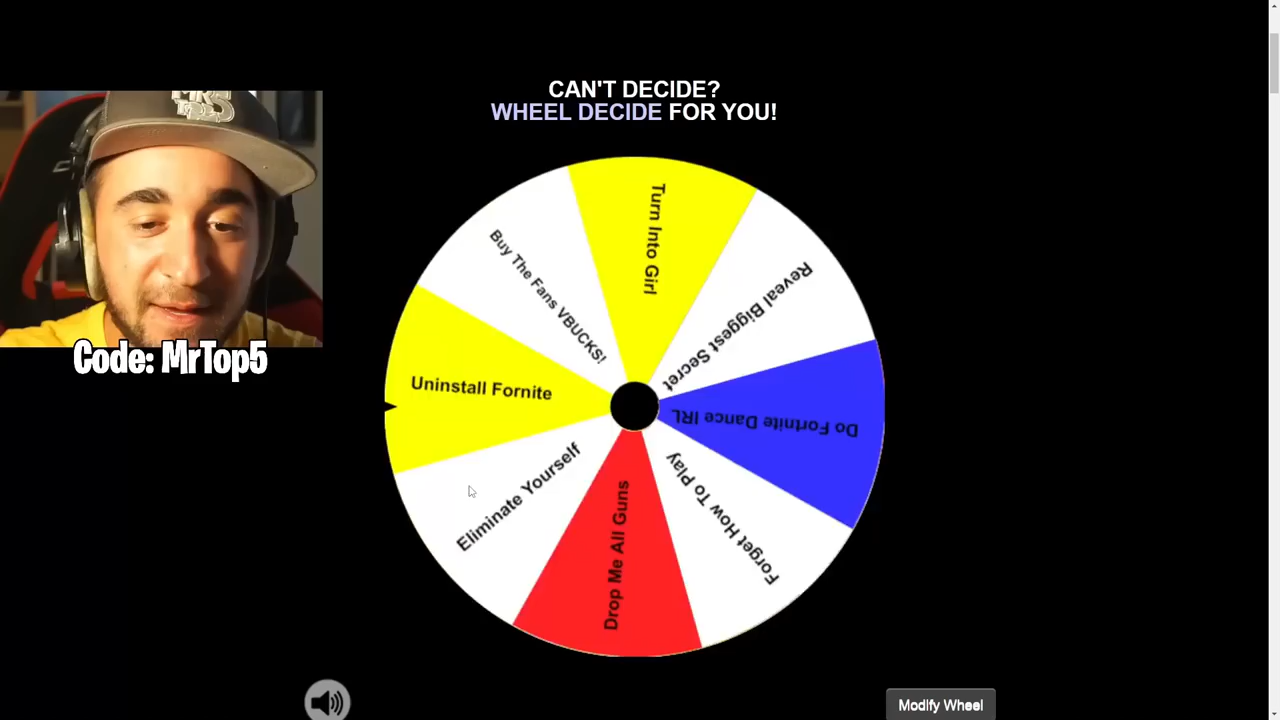 CAN'T DECIDE?
WHEEL DECIDE FOR YOU!
Code: MrTop5
Turn Into Girl
Reveal Biggest Secret
Do Fortnite Dance IRL
Forget How To Play
Drop Me All Guns
Eliminate Yourself
Uninstall Fornite
Buy The Fans VBUCKS!
Modify Wheel